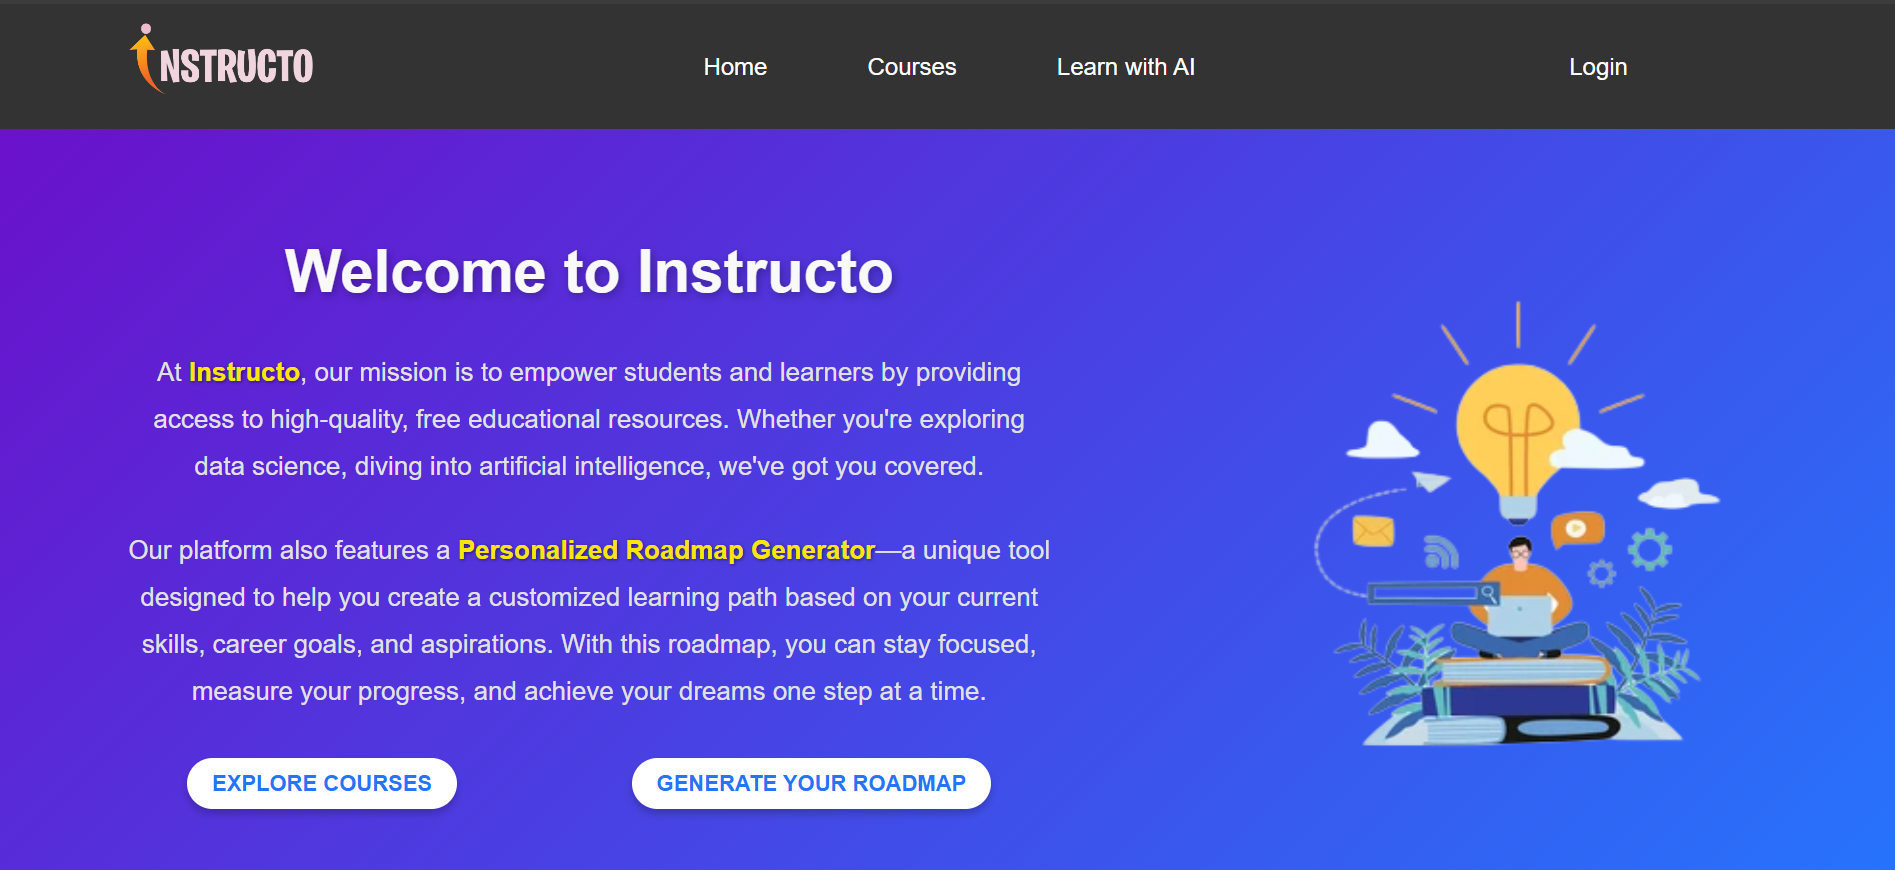 INSTRUCTO
Home
Courses
Learn with AI
Login
Welcome to Instructo
At Instructo, our mission is to empower students and learners by providing
access to high-quality, free educational resources. Whether you're exploring
data science, diving into artificial intelligence, we've got you covered.
Our platform also features a Personalized Roadmap Generator—a unique tool
designed to help you create a customized learning path based on your current
skills, career goals, and aspirations. With this roadmap, you can stay focused,
measure your progress, and achieve your dreams one step at a time.
EXPLORE COURSES
GENERATE YOUR ROADMAP